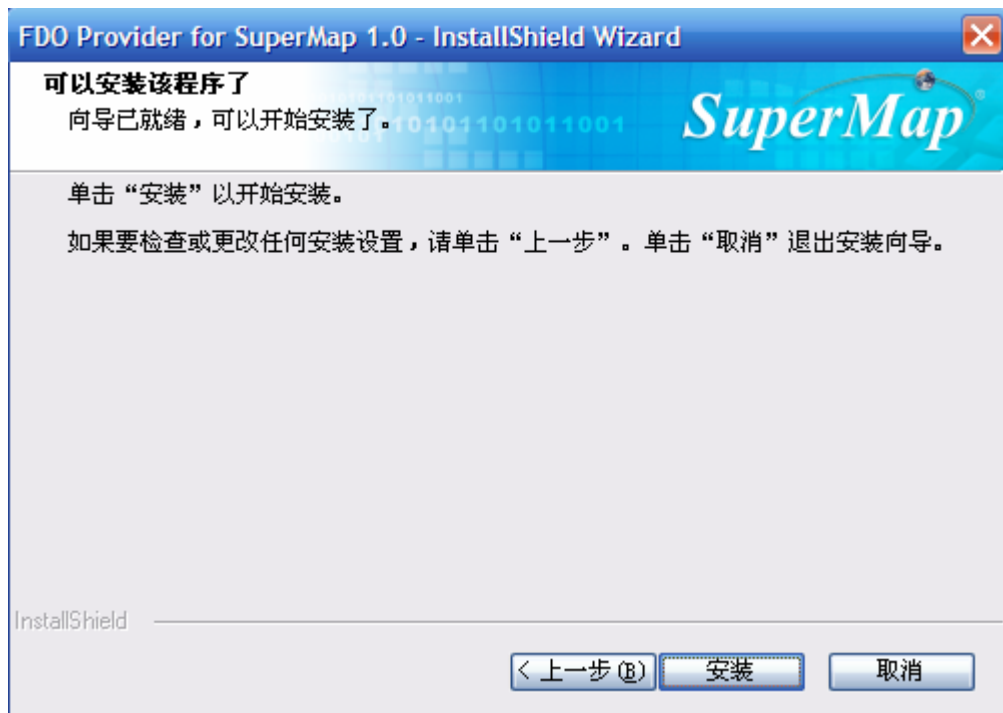 FDO Provider for SuperMap 1.0 - InstallShield Wizard
可以安装该程序了
向导已就绪，可以开始安装了。
SuperMap®
单击“安装”以开始安装。
如果要检查或更改任何安装设置，请单击“上一步”。单击“取消”退出安装向导。
InstallShield
< 上一步(B)
安装
取消